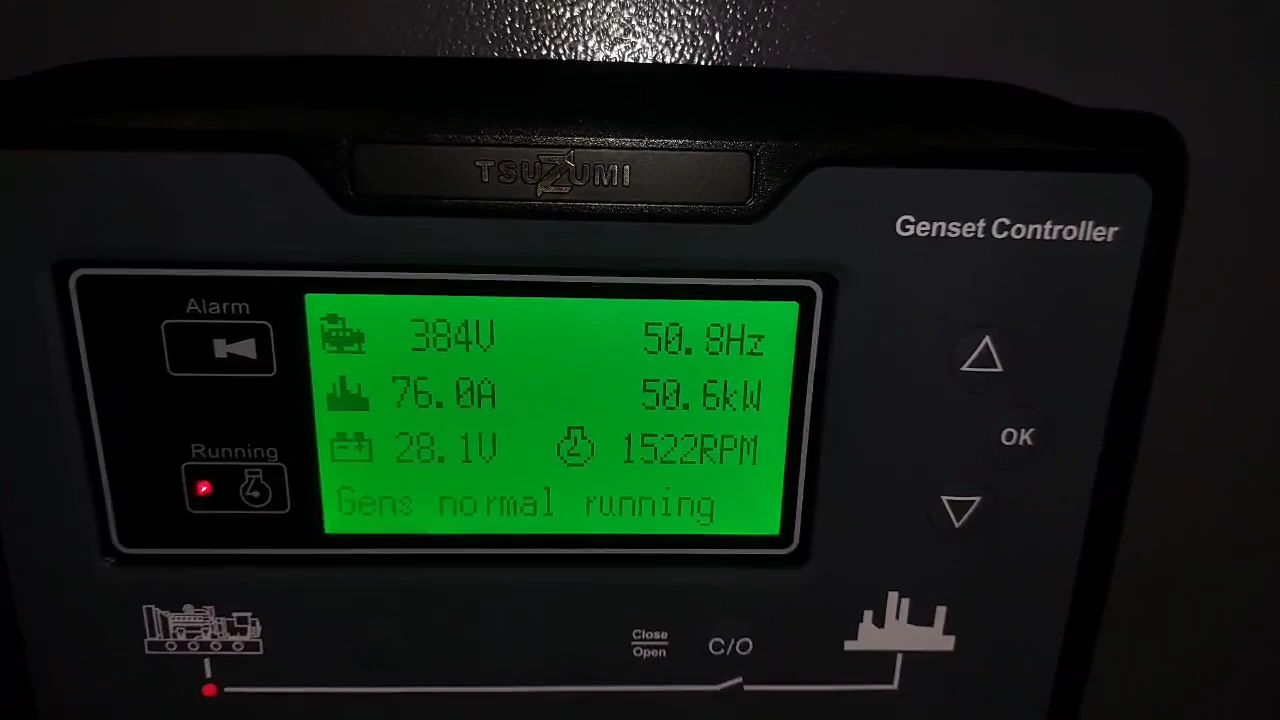 TSUZUMI
Genset Controller
Alarm
384V 50.8Hz
76.0A 50.6kW
28.1V 1522RPM
Running
Gens normal running
OK
Close
Open
C/O